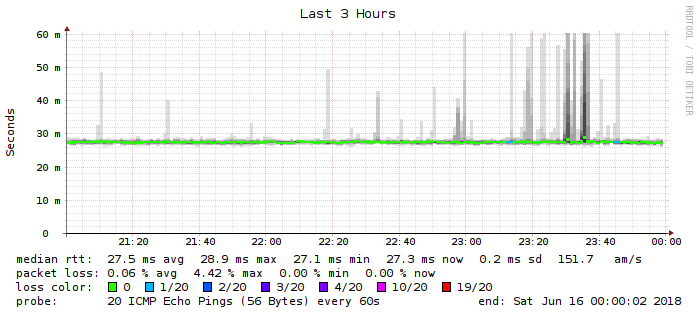 Last 3 Hours
RRDTOOL / TOBI OETIKER
Seconds
60 m
50 m
40 m
30 m
20 m
10 m
0
21:20 21:40 22:00 22:20 22:40 23:00 23:20 23:40 00:00
median rtt: 27.5 ms avg 28.9 ms max 27.1 ms min 27.3 ms now 0.2 ms sd 151.7 am/s
packet loss: 0.06 % avg 4.42 % max 0.00 % min 0.00 % now
loss color: 0 1/20 2/20 3/20 4/20 10/20 19/20
probe: 20 ICMP Echo Pings (56 Bytes) every 60s end: Sat Jun 16 00:00:02 2018